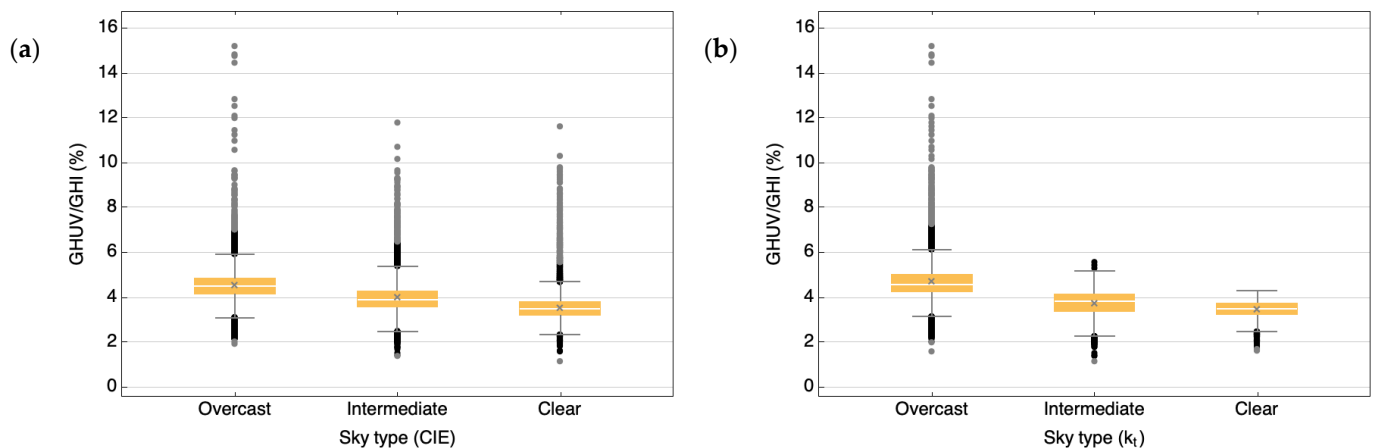 (a)
GHUV/GHI (%)
16
14
12
10
8
6
4
2
0
Overcast Intermediate Clear
Sky type (CIE)
(b)
GHUV/GHI (%)
16
14
12
10
8
6
4
2
0
Overcast Intermediate Clear
Sky type (kt)